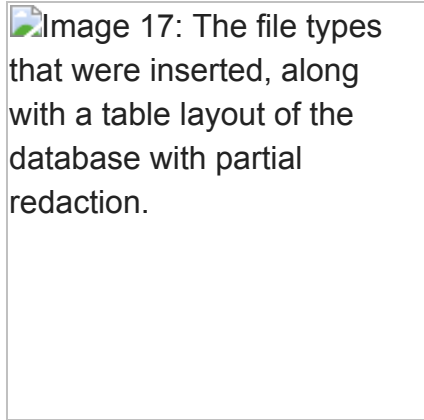 Image 17: The file types
that were inserted, along
with a table layout of the
database with partial
redaction.